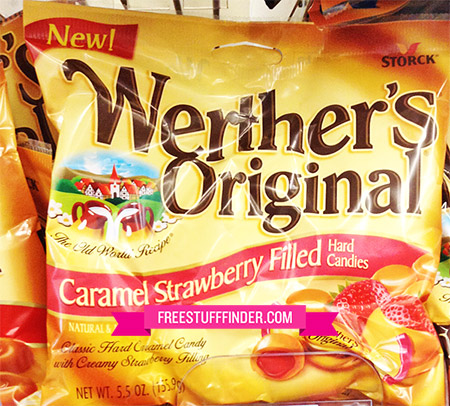 New!
STORCK®
Werther's
Original
The Old World Recipe
Caramel Strawberry Filled Hard
Candies
NATURAL &
FREESTUFFFINDER.COM
Classic Hard Caramel Candy
with Creamy Strawberry Filling
Original
NET WT. 5.5 OZ.